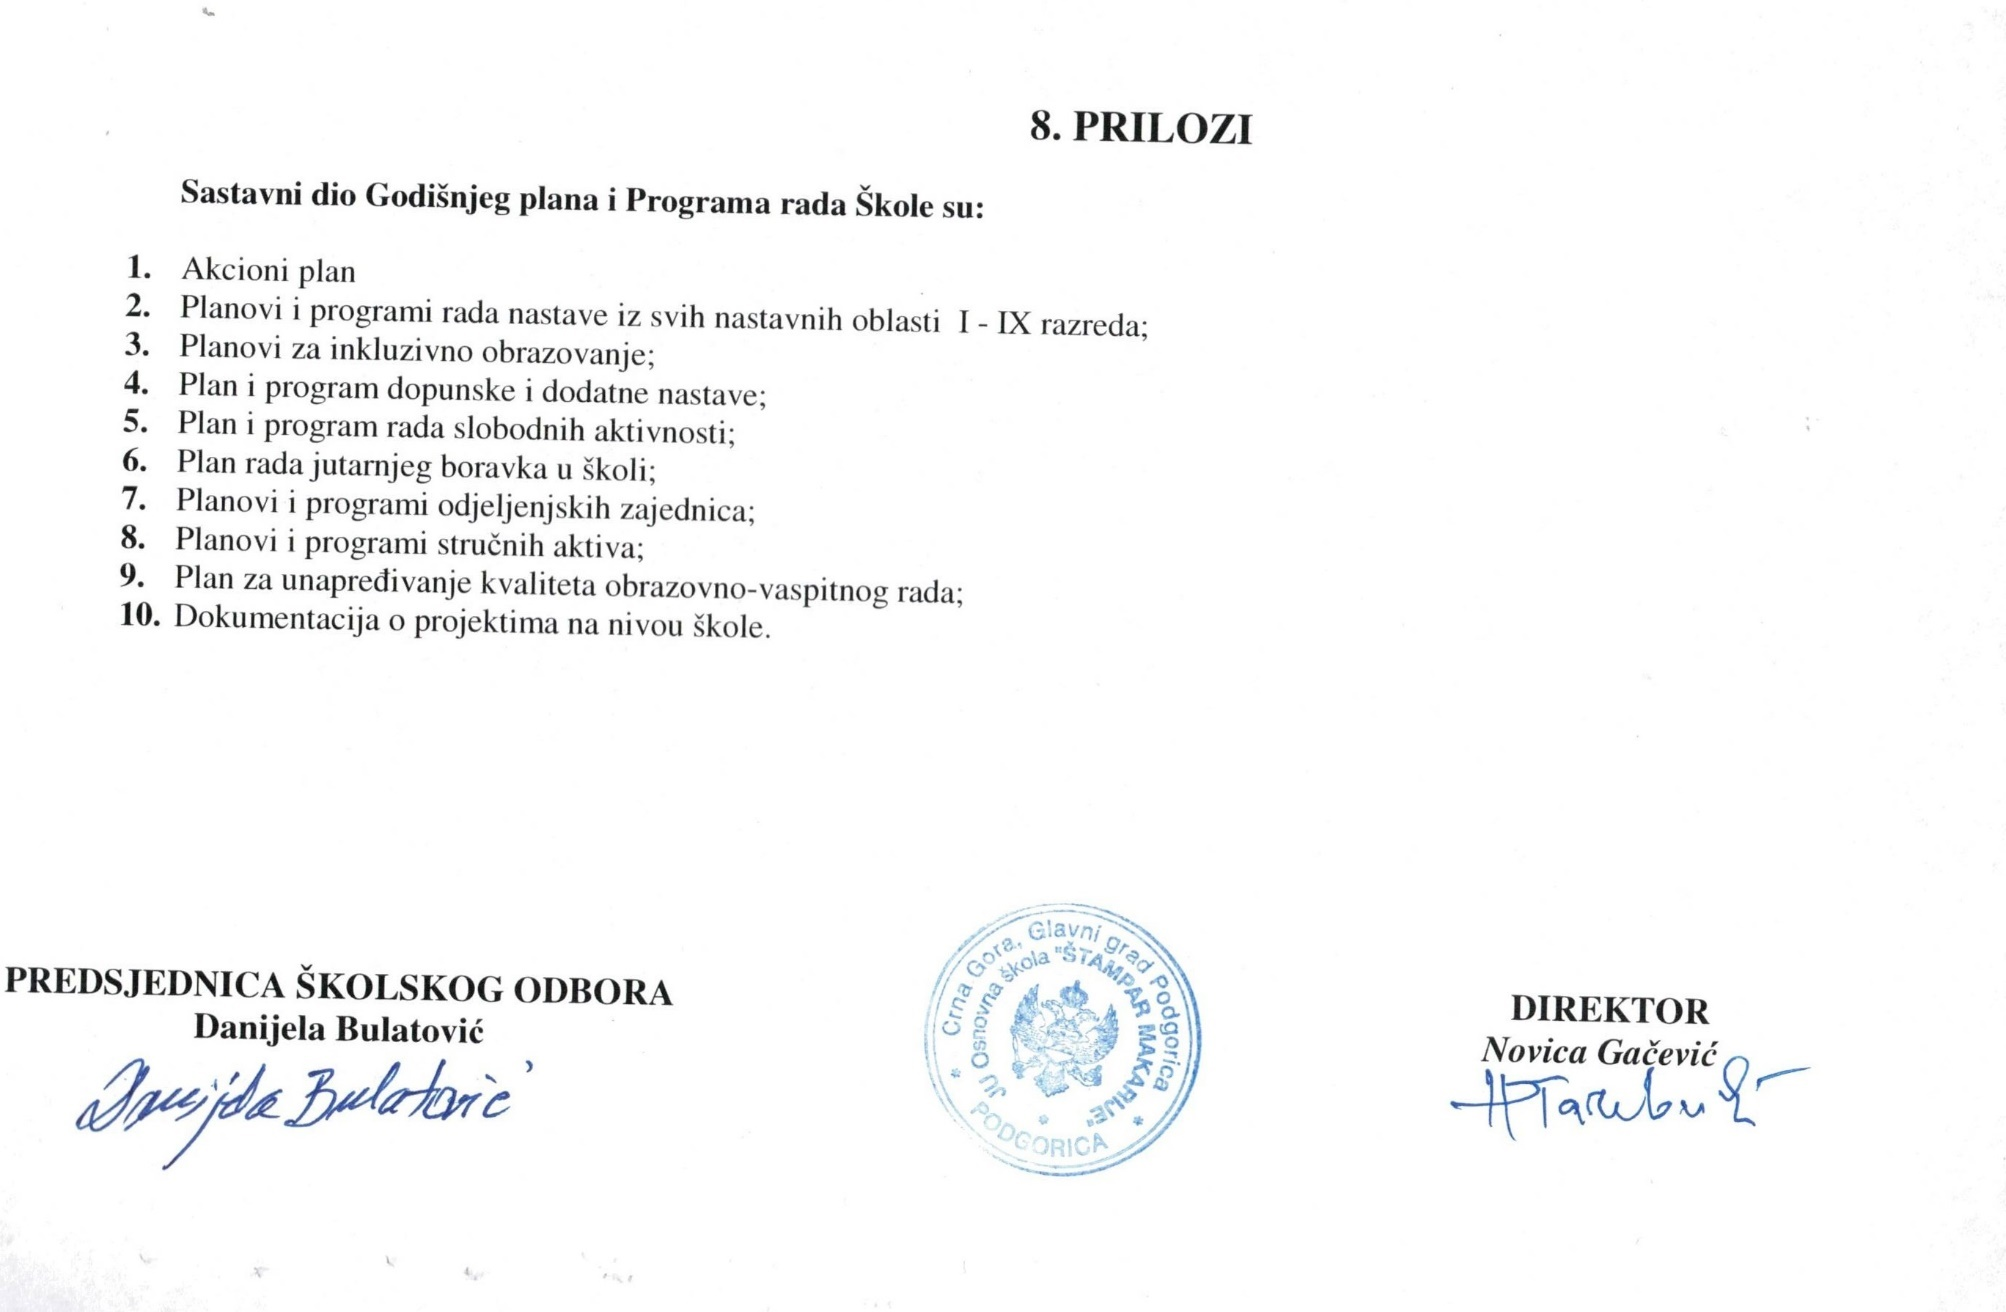 8. PRILOZI
Sastavni dio Godišnjeg plana i Programa rada Škole su:
1. Akcioni plan
2. Planovi i programi rada nastave iz svih nastavnih oblasti I - IX razreda;
3. Planovi za inkluzivno obrazovanje;
4. Plan i program dopunske i dodatne nastave;
5. Plan i program rada slobodnih aktivnosti;
6. Plan rada jutarnjeg boravka u školi;
7. Planovi i programi odjeljenjskih zajednica;
8. Planovi i programi stručnih aktiva;
9. Plan za unapređivanje kvaliteta obrazovno-vaspitnog rada;
10. Dokumentacija o projektima na nivou škole.
PREDSJEDNICA ŠKOLSKOG ODBORA
Danijela Bulatović
Danijela Bulatović
Crna Gora, Glavni grad Podgorica
JU Osnovna škola "ŠTAMPAR MAKARIJE"
* PODGORICA *
DIREKTOR
Novica Gačević